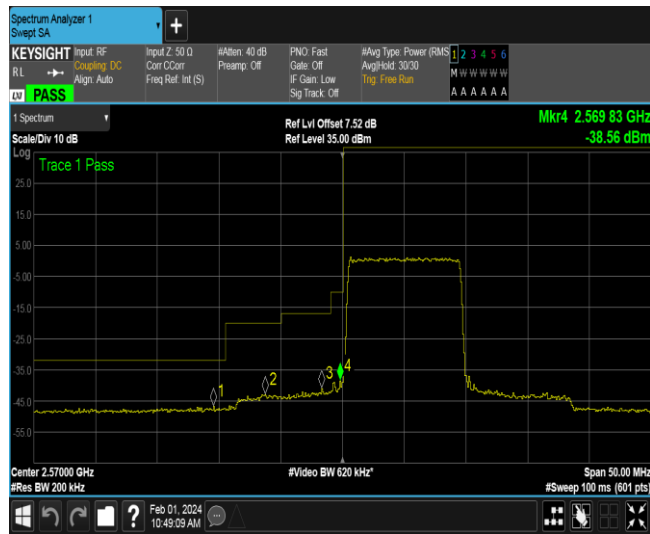 Spectrum Analyzer 1
Swept SA
+
KEYSIGHT
RL
LXI PASS
Input: RF
Coupling: DC
Align: Auto
Input Z: 50 Ω
Corr CCorr
Freq Ref: Int (S)
#Atten: 40 dB
Preamp: Off
PNO: Fast
Gate: Off
IF Gain: Low
Sig Track: Off
#Avg Type: Power (RMS
Avg|Hold: 30/30
Trig: Free Run
1 2 3 4 5 6
M W W W W W
A A A A A A
1 Spectrum
Scale/Div 10 dB
Log
Ref Lvl Offset 7.52 dB
Ref Level 35.00 dBm
Mkr4 2.569 83 GHz
-38.56 dBm
Trace 1 Pass
25.0
15.0
5.00
-5.00
-15.0
-25.0
-35.0
-45.0
-55.0
1
2
3
4
Center 2.57000 GHz
#Res BW 200 kHz
#Video BW 620 kHz*
Span 50.00 MHz
#Sweep 100 ms (601 pts)
?
Feb 01, 2024
10:49:09 AM